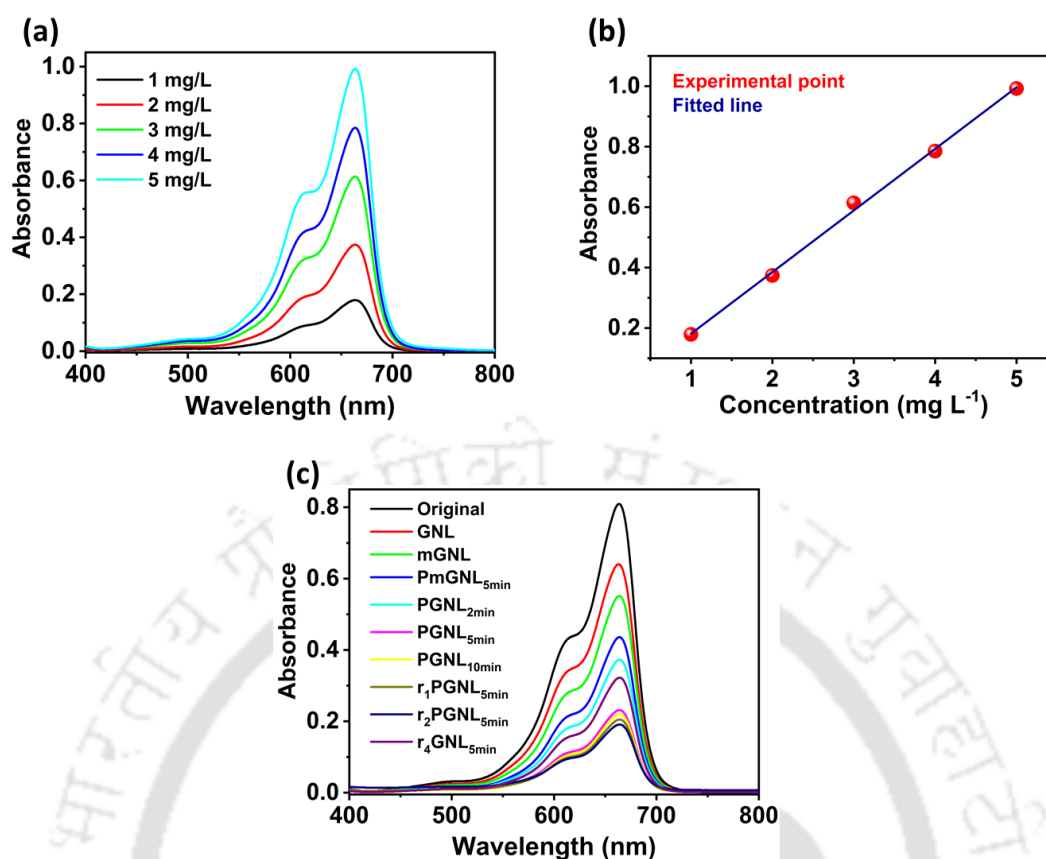 (a)
1 mg/L
2 mg/L
3 mg/L
4 mg/L
5 mg/L
1.0
0.8
0.6
0.4
0.2
0.0
400 500 600 700 800
Absorbance
Wavelength (nm)
(b)
Experimental point
Fitted line
1.0
0.8
0.6
0.4
0.2
1 2 3 4 5
Absorbance
Concentration (mg L⁻¹)
(c)
Original
GNL
mGNL
PmGNL₅ₘᵢₙ
PGNL₂ₘᵢₙ
PGNL₅ₘᵢₙ
PGNL₁₀ₘᵢₙ
r₁PGNL₅ₘᵢₙ
r₂PGNL₅ₘᵢₙ
r₄GNL₅ₘᵢₙ
0.8
0.6
0.4
0.2
0.0
400 500 600 700 800
Absorbance
Wavelength (nm)